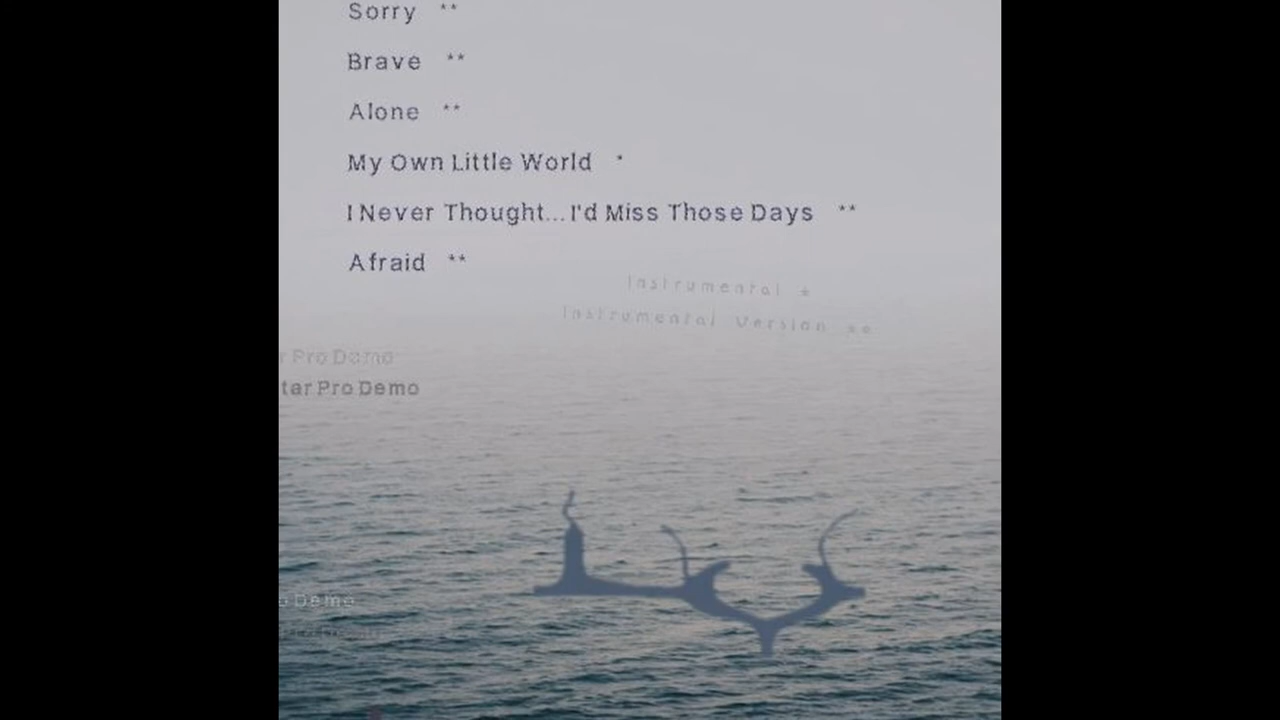 Sorry **
Brave **
Alone **
My Own Little World *
I Never Thought... I'd Miss Those Days **
Afraid **
Instrumental *
Instrumental Version **
r Pro Demo
tar Pro Demo
o Demo